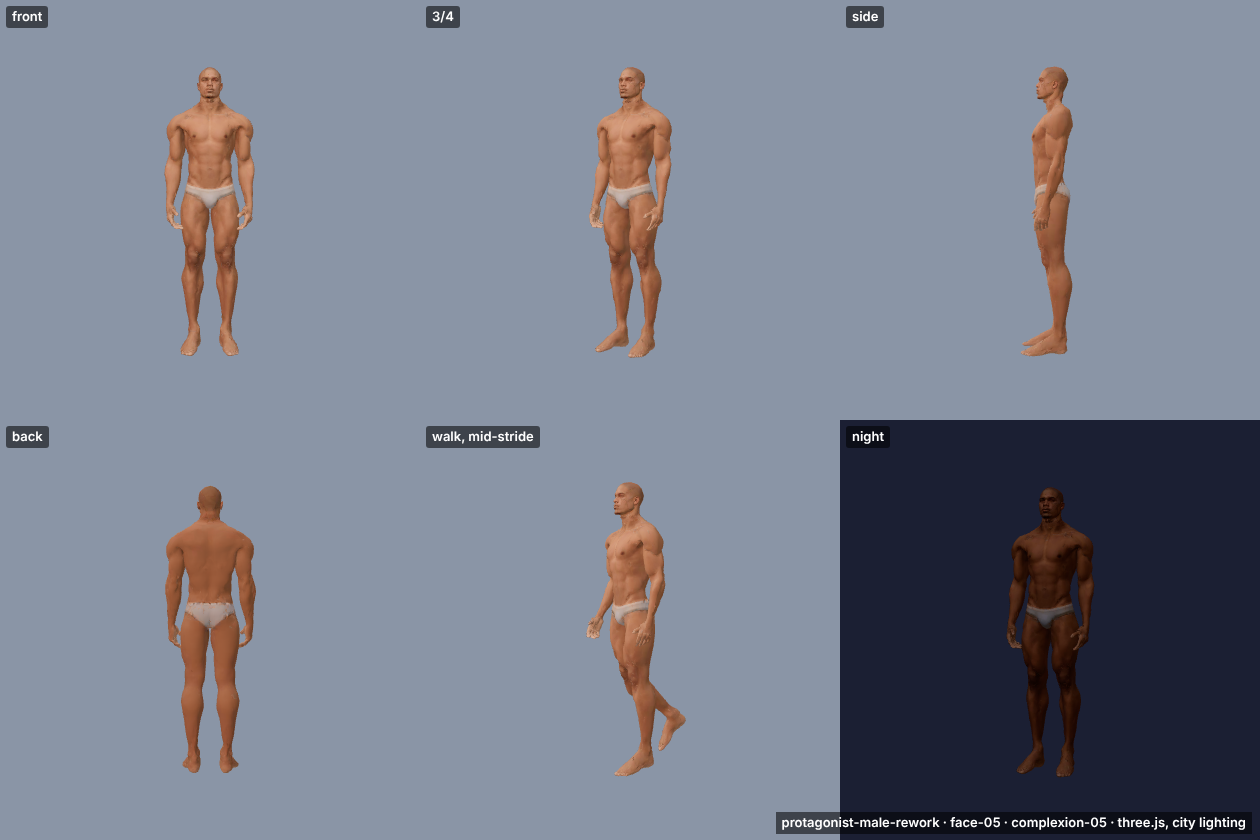 front
3/4
side
back
walk, mid-stride
night
protagonist-male-rework · face-05 · complexion-05 · three.js, city lighting